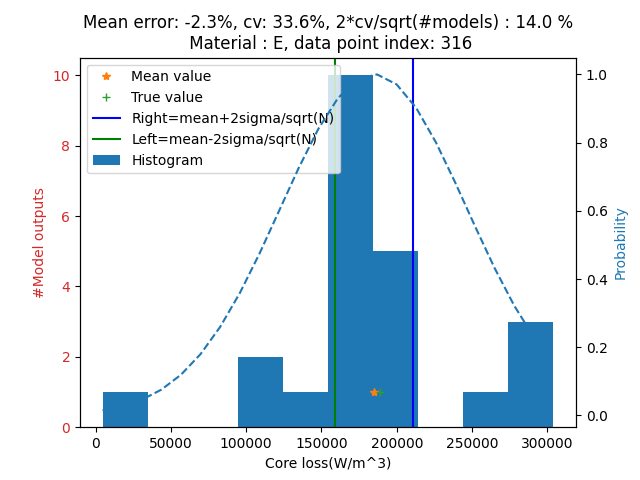 Mean error: -2.3%, cv: 33.6%, 2*cv/sqrt(#models) : 14.0 %
Material : E, data point index: 316
Mean value
True value
Right=mean+2sigma/sqrt(N)
Left=mean-2sigma/sqrt(N)
Histogram
#Model outputs
10
8
6
4
2
0
1.0
0.8
0.6
0.4
0.2
0.0
Probability
0 50000 100000 150000 200000 250000 300000
Core loss(W/m^3)